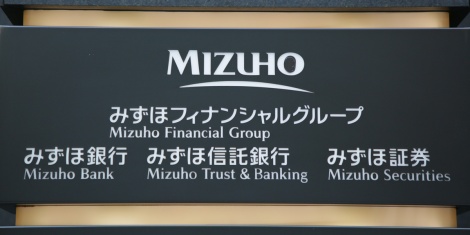 MIZUHO
みずほフィナンシャルグループ
Mizuho Financial Group
みずほ銀行 みずほ信託銀行 みずほ証券
Mizuho Bank Mizuho Trust & Banking Mizuho Securities